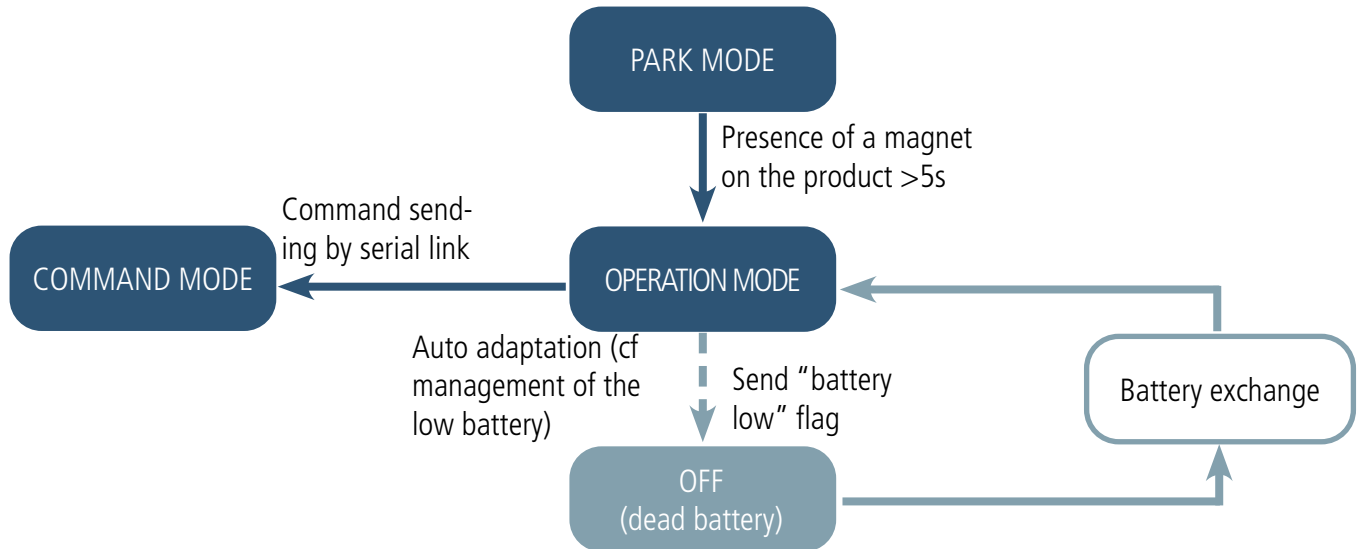 PARK MODE
Presence of a magnet
on the product >5s
Command send-
ing by serial link
COMMAND MODE
OPERATION MODE
Auto adaptation (cf
management of the
low battery)
Send “battery
low” flag
Battery exchange
OFF
(dead battery)